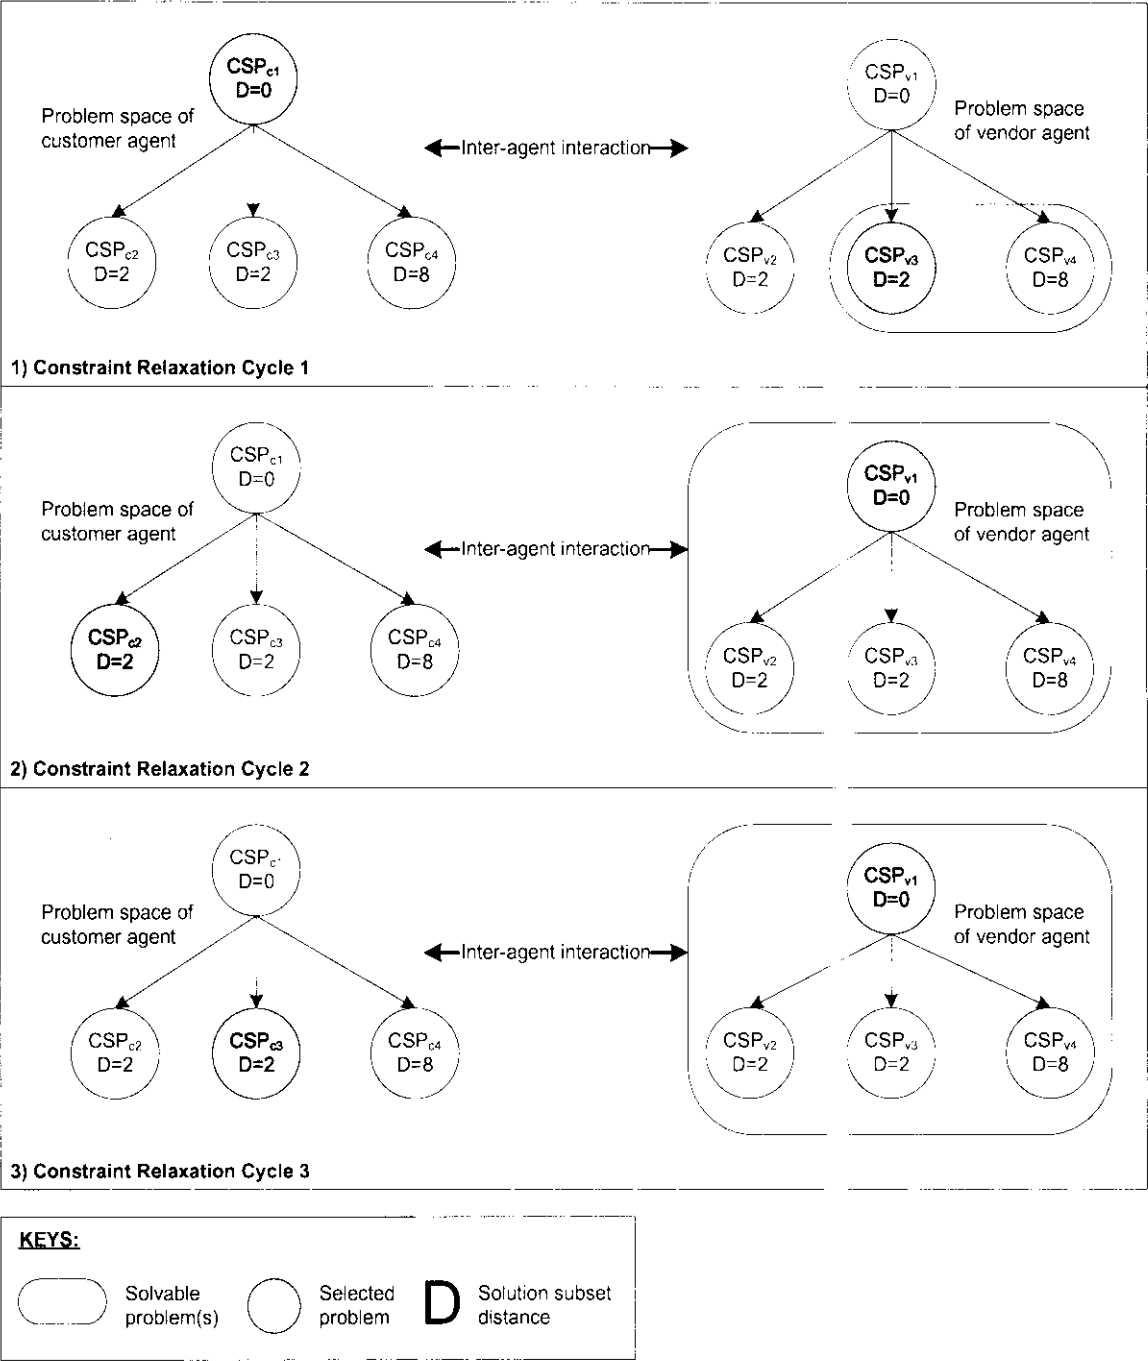 CSPc1
D=0
Problem space of
customer agent
CSPc2
D=2
CSPc3
D=2
CSPc4
D=8
Inter-agent interaction
CSPv1
D=0
Problem space
of vendor agent
CSPv2
D=2
CSPv3
D=2
CSPv4
D=8
1) Constraint Relaxation Cycle 1
CSPc1
D=0
Problem space of
customer agent
CSPc2
D=2
CSPc3
D=2
CSPc4
D=8
Inter-agent interaction
CSPv1
D=0
Problem space
of vendor agent
CSPv2
D=2
CSPv3
D=2
CSPv4
D=8
2) Constraint Relaxation Cycle 2
CSPc1
D=0
Problem space of
customer agent
CSPc2
D=2
CSPc3
D=2
CSPc4
D=8
Inter-agent interaction
CSPv1
D=0
Problem space
of vendor agent
CSPv2
D=2
CSPv3
D=2
CSPv4
D=8
3) Constraint Relaxation Cycle 3
KEYS:
Solvable
problem(s)
Selected
problem
D
Solution subset
distance